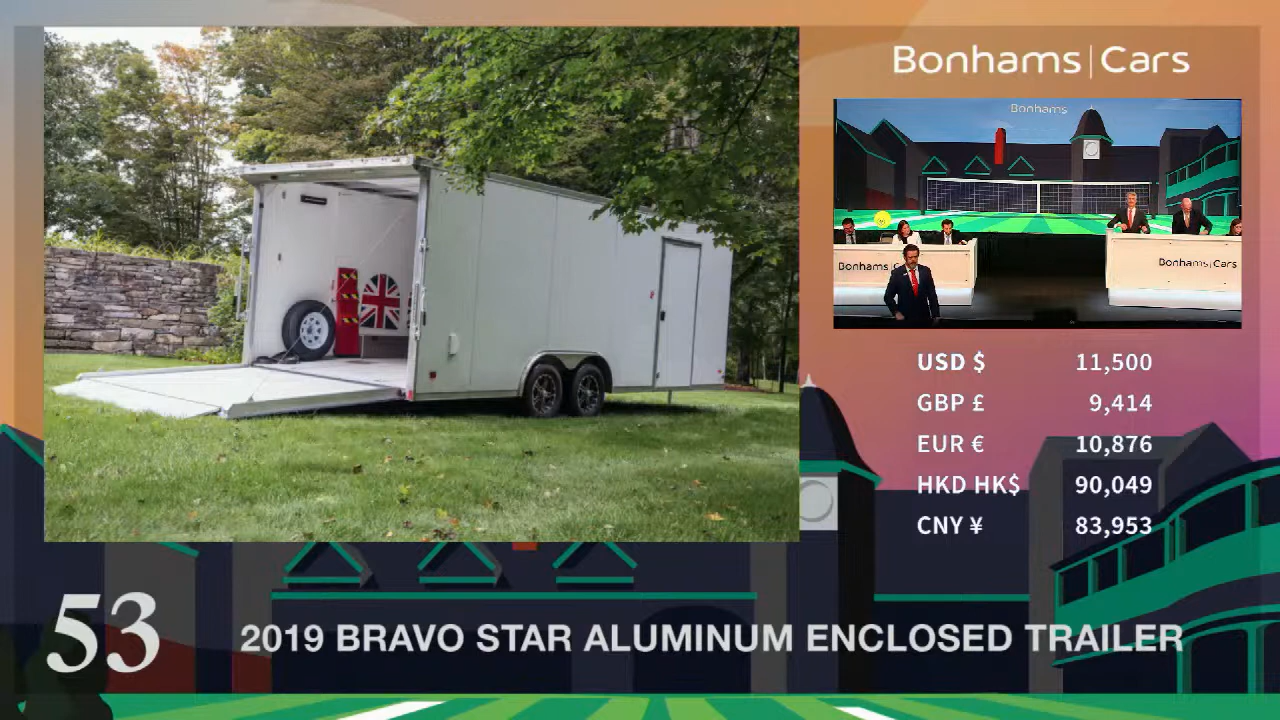 Bonhams|Cars
Bonhams
Bonhams|C
Bonhams|Cars
USD $ 11,500
GBP £ 9,414
EUR € 10,876
HKD HK$ 90,049
CNY ¥ 83,953
53 2019 BRAVO STAR ALUMINUM ENCLOSED TRAILER